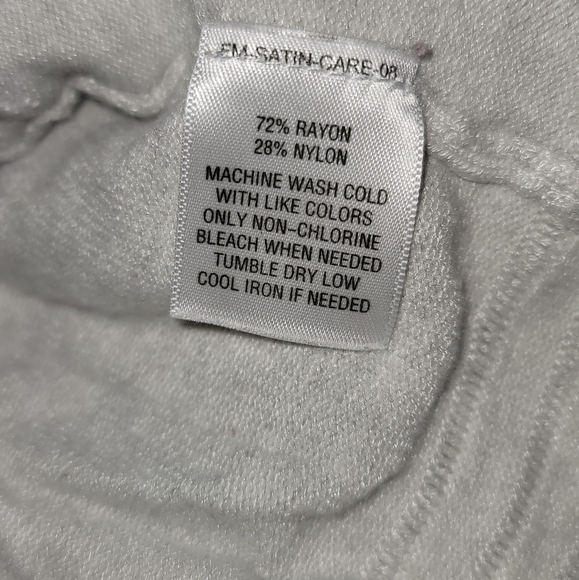 FM-SATIN-CARE-08
72% RAYON
28% NYLON
MACHINE WASH COLD
WITH LIKE COLORS
ONLY NON-CHLORINE
BLEACH WHEN NEEDED
TUMBLE DRY LOW
COOL IRON IF NEEDED